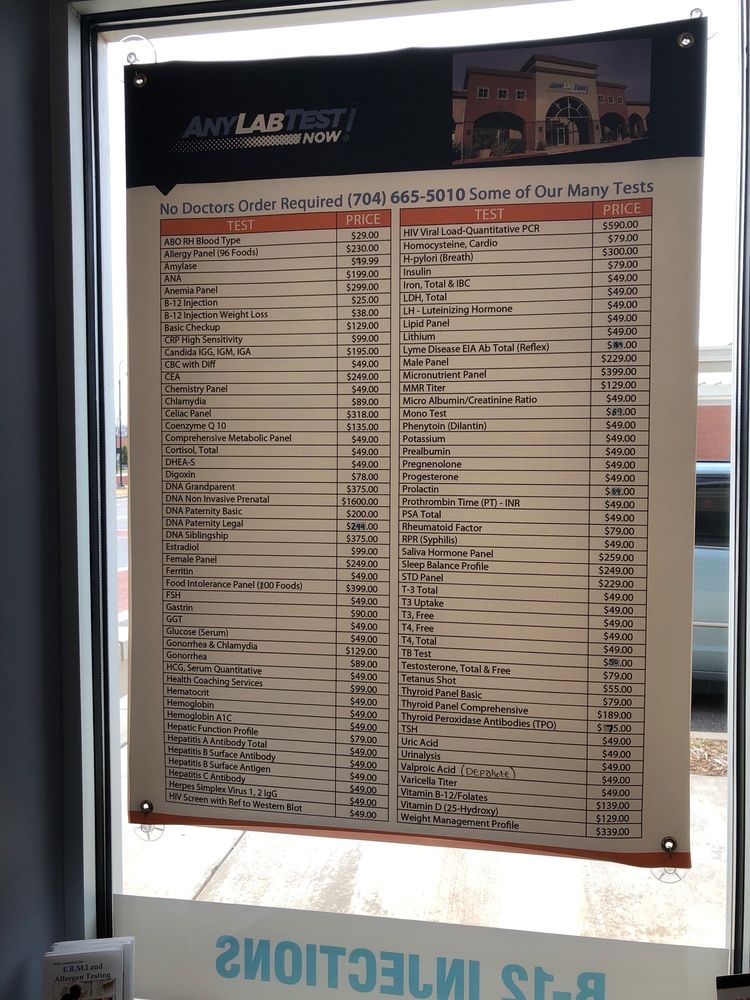 ANYLABTEST!
NOW
ANYLABTEST
No Doctors Order Required (704) 665-5010 Some of Our Many Tests
TEST PRICE
ABO RH Blood Type $29.00
Allergy Panel (96 Foods) $230.00
Amylase
ANA $199.00
Anemia Panel $299.00
B-12 Injection $25.00
B-12 Injection Weight Loss $38.00
Basic Checkup $129.00
CRP High Sensitivity $99.00
Candida IGG, IGM, IGA $195.00
CBC with Diff $49.00
CEA $249.00
Chemistry Panel $49.00
Chlamydia $89.00
Celiac Panel $318.00
Coenzyme Q 10 $135.00
Comprehensive Metabolic Panel $49.00
Cortisol, Total $49.00
DHEA-S $49.00
Digoxin $78.00
DNA Grandparent $375.00
DNA Non Invasive Prenatal $1600.00
DNA Paternity Basic $200.00
DNA Paternity Legal
DNA Siblingship $375.00
Estradiol $99.00
Female Panel $249.00
Ferritin $49.00
Food Intolerance Panel Foods) $399.00
FSH $49.00
Gastrin $90.00
GGT $49.00
Glucose (Serum) $49.00
Gonorrhea & Chlamydia $129.00
Gonorrhea $89.00
HCG, Serum Quantitative $49.00
Health Coaching Services $99.00
Hematocrit $49.00
Hemoglobin $49.00
Hemoglobin A1C $49.00
Hepatic Function Profile $79.00
Hepatitis A Antibody Total $49.00
Hepatitis B Surface Antibody $49.00
Hepatitis B Surface Antigen $49.00
Hepatitis C Antibody $49.00
Herpes Simplex Virus 1, 2 IgG $49.00
HIV Screen with Ref to Western Blot $49.00
TEST PRICE
HIV Viral Load-Quantitative PCR $590.00
Homocysteine, Cardio $79.00
H-pylori (Breath) $300.00
Insulin $79.00
Iron, Total & IBC $49.00
LDH, Total $49.00
LH - Luteinizing Hormone $49.00
Lipid Panel $49.00
Lithium $49.00
Lyme Disease EIA Ab Total (Reflex)
Male Panel $229.00
Micronutrient Panel $399.00
MMR Titer $129.00
Micro Albumin/Creatinine Ratio $49.00
Mono Test
Phenytoin (Dilantin) $49.00
Potassium $49.00
Prealbumin $49.00
Pregnenolone $49.00
Progesterone $49.00
Prolactin
Prothrombin Time (PT) - INR $49.00
PSA Total $49.00
Rheumatoid Factor $79.00
RPR (Syphilis) $49.00
Saliva Hormone Panel $259.00
Sleep Balance Profile $249.00
STD Panel $229.00
T-3 Total $49.00
T3 Uptake $49.00
T3, Free $49.00
T4, Free $49.00
T4, Total $49.00
TB Test
Testosterone, Total & Free $79.00
Tetanus Shot $55.00
Thyroid Panel Basic $79.00
Thyroid Panel Comprehensive $189.00
Thyroid Peroxidase Antibodies (TPO)
TSH $49.00
Uric Acid $49.00
Urinalysis $49.00
Valproic Acid (Depakote) $49.00
Varicella Titer $49.00
Vitamin B-12/Folates $139.00
Vitamin D (25-Hydroxy) $129.00
Weight Management Profile $339.00
B-12 INJECTIONS
E.R.M.I and
Allergen Testing